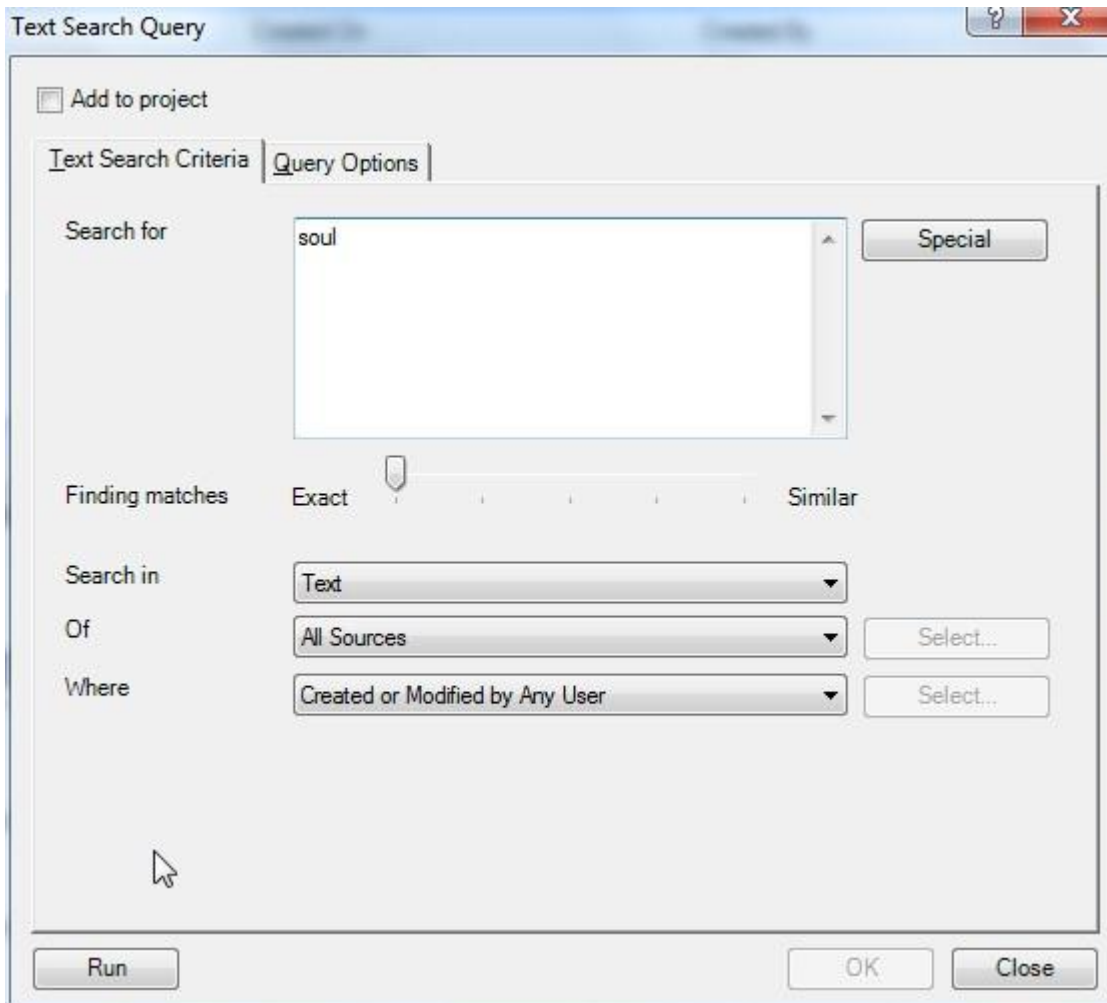 Text Search Query
?
X
Add to project
Text Search Criteria
Query Options
Search for
soul
Special
Finding matches
Exact
Similar
Search in
Text
Of
All Sources
Select...
Where
Created or Modified by Any User
Select...
Run
OK
Close